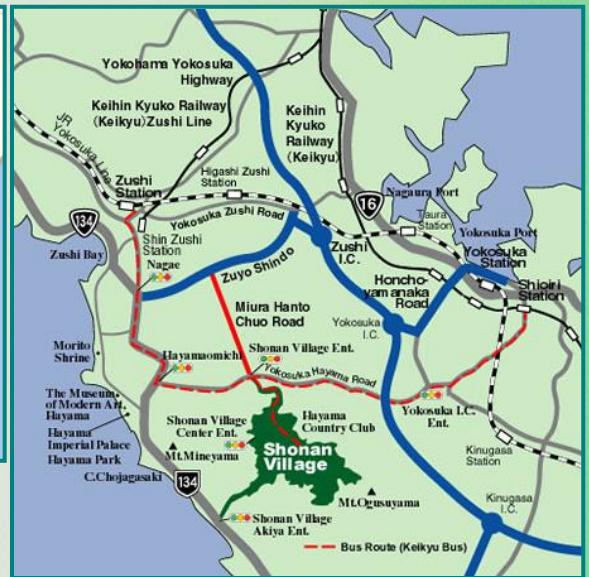 Yokohama Yokosuka
Highway
Keihin Kyuko Railway
(Keikyu)Zushi Line
Keihin
Kyuko
Railway
(Keikyu)
JR
Yokosuka Line
Zushi
Station
Higashi Zushi
Station
16
Nagaura Port
Taura
Station
134
Yokosuka Zushi Road
Yokosuka Port
Zushi Bay
Shin Zushi
Station
Zushi
I.C.
Yokosuka
Station
Nagae
Zuyo Shindo
Honcho-
yamanaka
Road
Shioiri
Station
Miura Hanto
Chuo Road
Yokosuka
I.C.
Morito
Shrine
Hayamaomichi
Shonan Village Ent.
Yokosuka Hayama Road
The Museum
of Modern Art,
Hayama
Hayama
Imperial Palace
Hayama Park
C.Chojagasaki
Shonan Village
Center Ent.
Hayama
Country Club
Yokosuka I.C.
Ent.
Mt.Mineyama
Shonan
Village
Kinugasa
Station
134
Mt.Ogusuyama
Kinugasa
I.C.
Shonan Village
Akiya Ent.
Bus Route (Keikyu Bus)